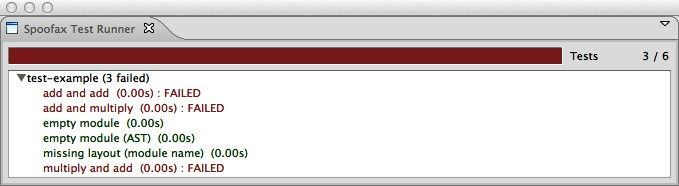 Spoofax Test Runner
Tests 3 / 6
test-example (3 failed)
add and add (0.00s) : FAILED
add and multiply (0.00s) : FAILED
empty module (0.00s)
empty module (AST) (0.00s)
missing layout (module name) (0.00s)
multiply and add (0.00s) : FAILED